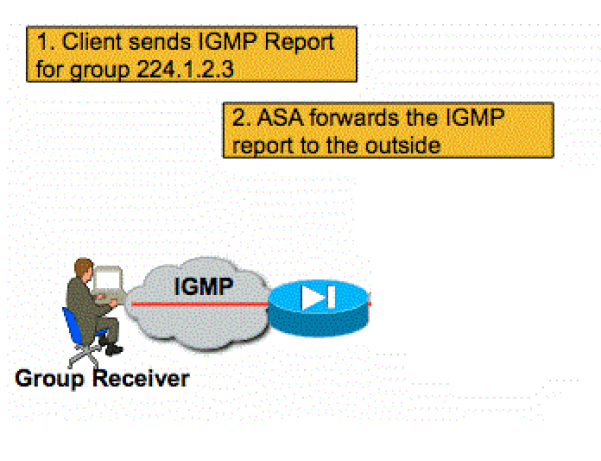 1. Client sends IGMP Report
for group 224.1.2.3
2. ASA forwards the IGMP
report to the outside
IGMP
Group Receiver